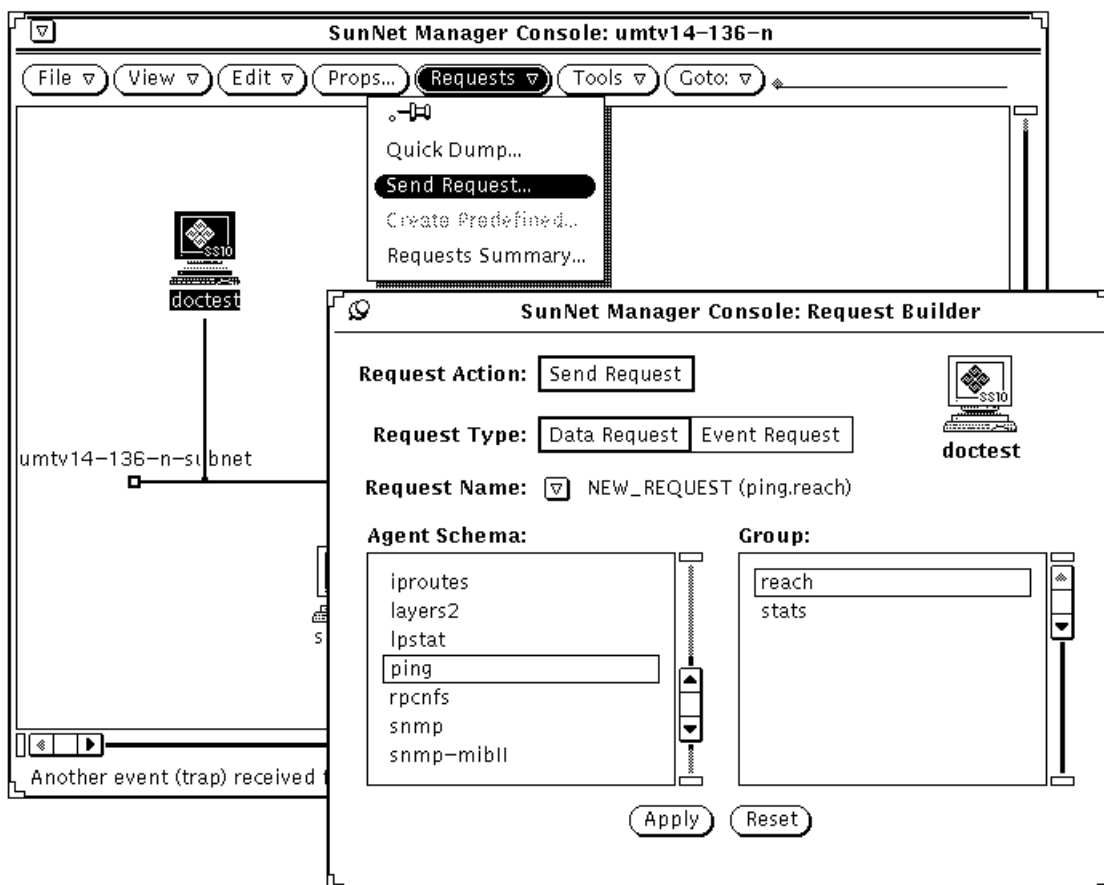 SunNet Manager Console: umtv14-136-n
File View Edit Props... Requests Tools Goto:
Quick Dump...
Send Request...
Create Predefined...
Requests Summary...
SS10
doctest
umtv14-136-n-subnet
s
Another event (trap) received
SunNet Manager Console: Request Builder
Request Action: Send Request
SS10
doctest
Request Type: Data Request Event Request
Request Name: NEW_REQUEST (ping.reach)
Agent Schema:
iproutes
layers2
lpstat
ping
rpcnfs
snmp
snmp-mibII
Group:
reach
stats
Apply Reset